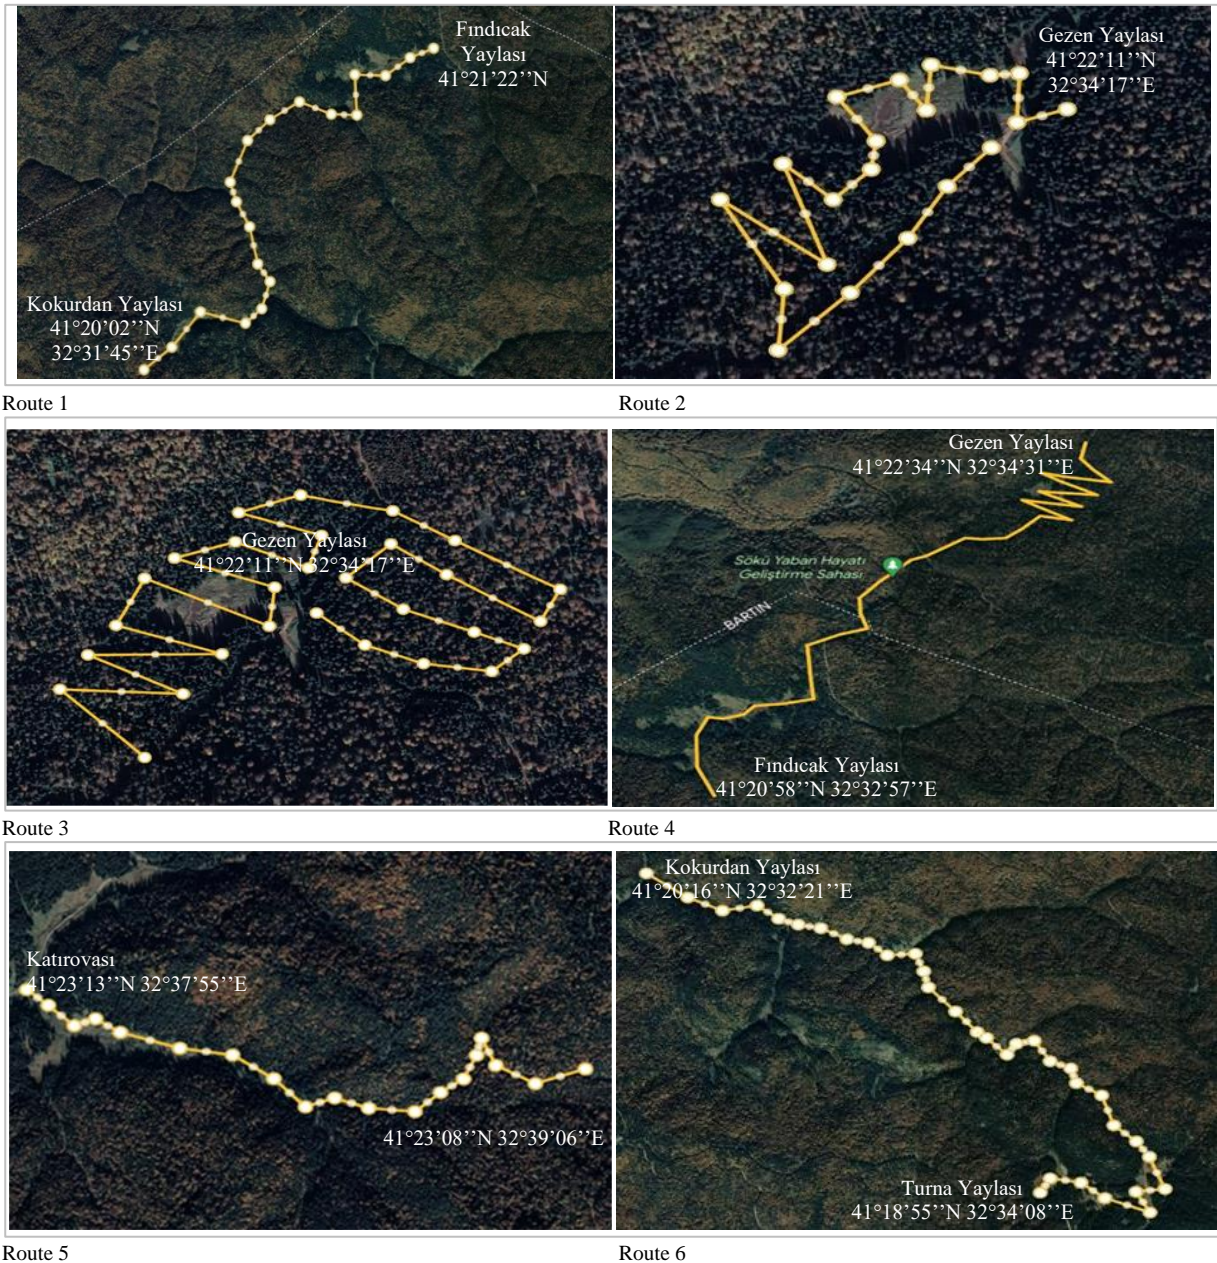 Fındıcak
Yaylası
41°21’22’’N
Kokurdan Yaylası
41°20’02’’N
32°31’45’’E
Gezen Yaylası
41°22’11’’N
32°34’17’’E
Route 1
Route 2
Gezen Yaylası
41°22’11’’N 32°34’17’’E
Gezen Yaylası
41°22’34’’N 32°34’31’’E
Sökü Yaban Hayatı
Geliştirme Sahası
BARTIN
Fındıcak Yaylası
41°20’58’’N 32°32’57’’E
Route 3
Route 4
Katırovası
41°23’13’’N 32°37’55’’E
41°23’08’’N 32°39’06’’E
Kokurdan Yaylası
41°20’16’’N 32°32’21’’E
Turna Yaylası
41°18’55’’N 32°34’08’’E
Route 5
Route 6